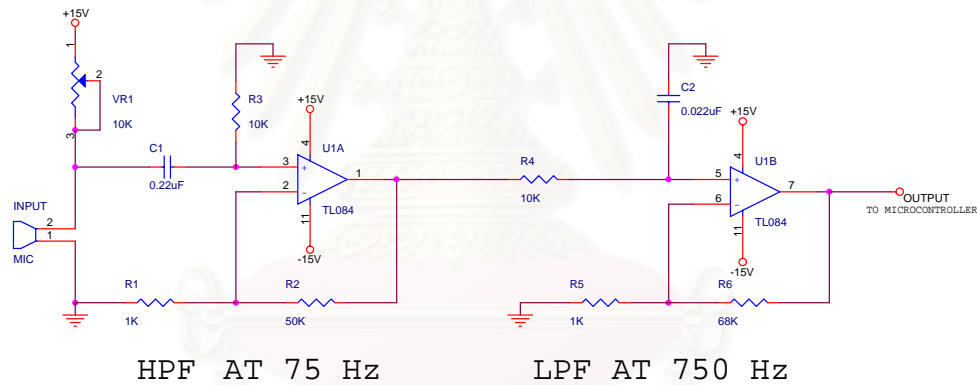 +15V
1
2
VR1
10K
3
R3
10K
C1
0.22uF
+15V
4
U1A
3
+
1
2
-
TL084
11
-15V
INPUT
2
1
MIC
R1
1K
R2
50K
R4
10K
C2
0.022uF
+15V
4
U1B
5
+
7
6
-
TL084
11
-15V
OUTPUT
TO MICROCONTROLLER
R5
1K
R6
68K
HPF AT 75 Hz
LPF AT 750 Hz